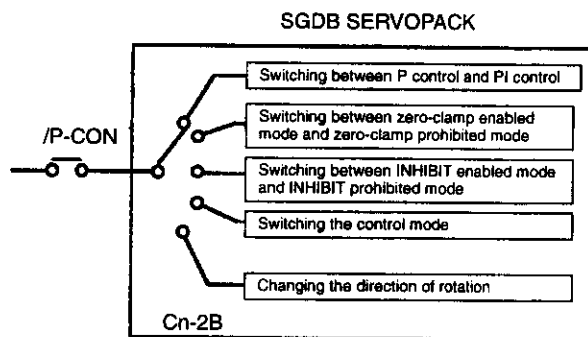 SGDB SERVOPACK
Switching between P control and PI control
/P-CON
Switching between zero-clamp enabled
mode and zero-clamp prohibited mode
Switching between INHIBIT enabled mode
and INHIBIT prohibited mode
Switching the control mode
Changing the direction of rotation
Cn-2B